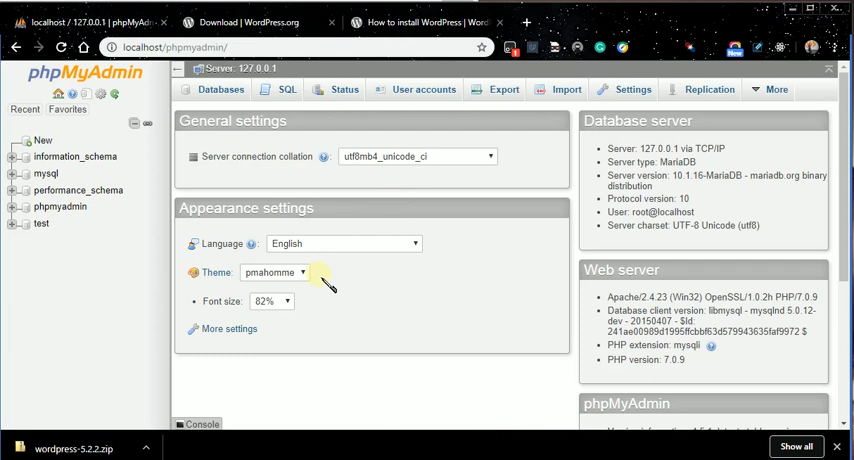 localhost / 127.0.0.1 | phpMyAdm
Download | WordPress.org
How to install WordPress | Word
localhost/phpmyadmin/
New
phpMyAdmin
Recent
Favorites
New
information_schema
mysql
performance_schema
phpmyadmin
test
Server: 127.0.0.1
Databases
SQL
Status
User accounts
Export
Import
Settings
Replication
More
General settings
Server connection collation
utf8mb4_unicode_ci
Appearance settings
Language
English
Theme:
pmahomme
Font size:
82%
More settings
Console
Database server
Server: 127.0.0.1 via TCP/IP
Server type: MariaDB
Server version: 10.1.16-MariaDB - mariadb.org binary
distribution
Protocol version: 10
User: root@localhost
Server charset: UTF-8 Unicode (utf8)
Web server
Apache/2.4.23 (Win32) OpenSSL/1.0.2h PHP/7.0.9
Database client version: libmysql - mysqlnd 5.0.12-
dev - 20150407 - $Id:
241ae00989d1995ffcbbf63d579943635faf9972 $
PHP extension: mysqli
PHP version: 7.0.9
phpMyAdmin
wordpress-5.2.2.zip
Show all